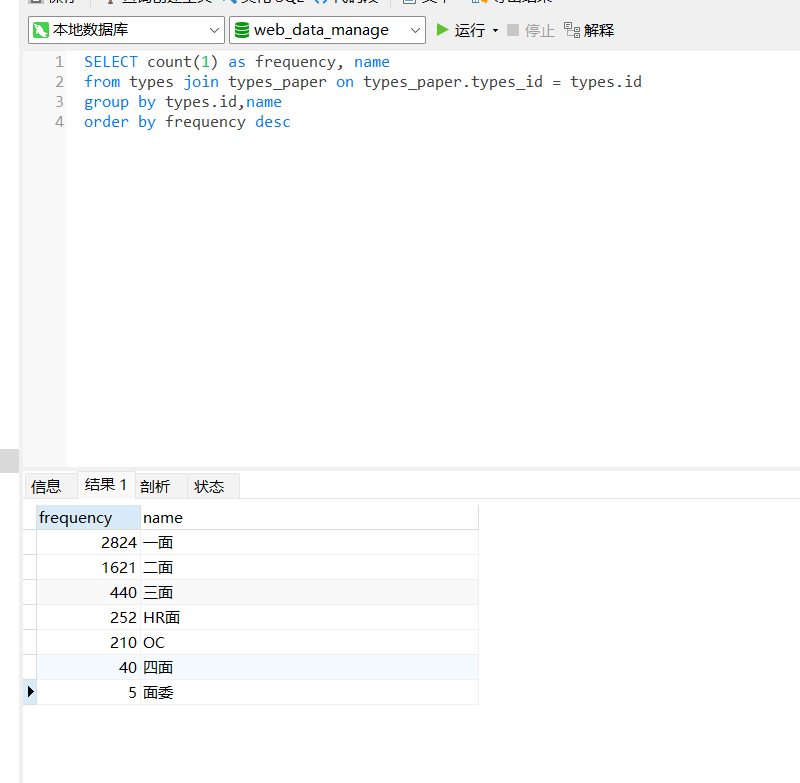 本地数据库 web_data_manage 运行 停止 解释
1 SELECT count(1) as frequency, name
2 from types join types_paper on types_paper.types_id = types.id
3 group by types.id,name
4 order by frequency desc
信息 结果 1 剖析 状态
frequency name
2824 一面
1621 二面
440 三面
252 HR面
210 OC
40 四面
5 面委